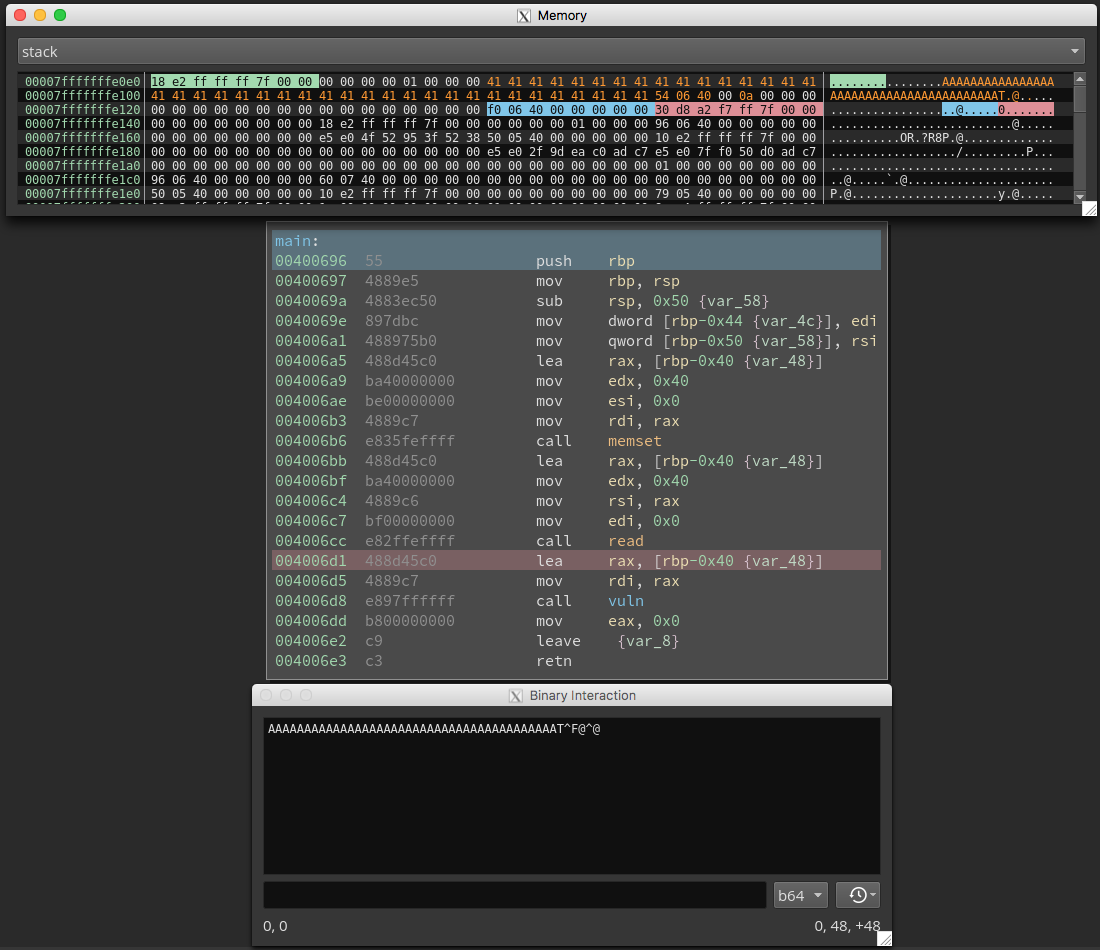 Memory
stack
00007fffffffe0e0 18 e2 ff ff ff 7f 00 00 00 00 00 00 01 00 00 00 41 41 41 41 41 41 41 41 41 41 41 41 41 41 41 41 ................AAAAAAAAAAAAAAAA
00007fffffffe100 41 41 41 41 41 41 41 41 41 41 41 41 41 41 41 41 41 41 41 41 41 41 41 41 54 06 40 00 0a 00 00 00 AAAAAAAAAAAAAAAAAAAAAAAAT.@.....
00007fffffffe120 00 00 00 00 00 00 00 00 00 00 00 00 00 00 00 00 f0 06 40 00 00 00 00 00 30 d8 a2 f7 ff 7f 00 00 ..................@.....0.......
00007fffffffe140 00 00 00 00 00 00 00 00 18 e2 ff ff ff 7f 00 00 00 00 00 00 01 00 00 00 96 06 40 00 00 00 00 00 ..........................@.....
00007fffffffe160 00 00 00 00 00 00 00 00 e5 e0 4f 52 95 3f 52 38 50 05 40 00 00 00 00 00 10 e2 ff ff ff 7f 00 00 ..........OR.?R8P.@.............
00007fffffffe180 00 00 00 00 00 00 00 00 00 00 00 00 00 00 00 00 e5 e0 2f 9d ea c0 ad c7 e5 e0 7f f0 50 d0 ad c7 ................../.........P...
00007fffffffe1a0 00 00 00 00 00 00 00 00 00 00 00 00 00 00 00 00 00 00 00 00 00 00 00 00 01 00 00 00 00 00 00 00 ................................
00007fffffffe1c0 96 06 40 00 00 00 00 00 60 07 40 00 00 00 00 00 00 00 00 00 00 00 00 00 00 00 00 00 00 00 00 00 ..@.....`.@.....................
00007fffffffe1e0 50 05 40 00 00 00 00 00 10 e2 ff ff ff 7f 00 00 00 00 00 00 00 00 00 00 79 05 40 00 00 00 00 00 P.@.....................y.@.....
main:
00400696 55 push rbp
00400697 4889e5 mov rbp, rsp
0040069a 4883ec50 sub rsp, 0x50 {var_58}
0040069e 897dbc mov dword [rbp-0x44 {var_4c}], edi
004006a1 488975b0 mov qword [rbp-0x50 {var_58}], rsi
004006a5 488d45c0 lea rax, [rbp-0x40 {var_48}]
004006a9 ba40000000 mov edx, 0x40
004006ae be00000000 mov esi, 0x0
004006b3 4889c7 mov rdi, rax
004006b6 e835feffff call memset
004006bb 488d45c0 lea rax, [rbp-0x40 {var_48}]
004006bf ba40000000 mov edx, 0x40
004006c4 4889c6 mov rsi, rax
004006c7 bf00000000 mov edi, 0x0
004006cc e82ffeffff call read
004006d1 488d45c0 lea rax, [rbp-0x40 {var_48}]
004006d5 4889c7 mov rdi, rax
004006d8 e897ffffff call vuln
004006dd b800000000 mov eax, 0x0
004006e2 c9 leave {var_8}
004006e3 c3 retn
Binary Interaction
AAAAAAAAAAAAAAAAAAAAAAAAAAAAAAAAAAAAAAAAT^F@^@
b64
0, 0
0, 48, +48